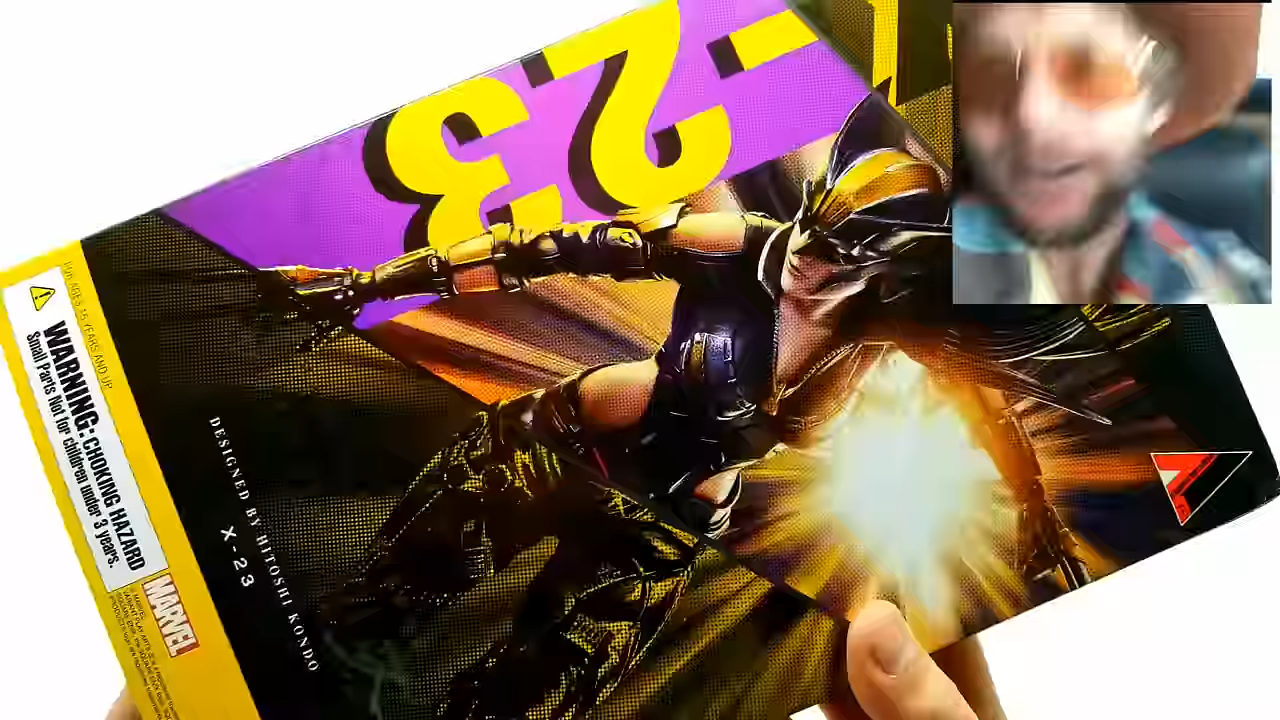 -23
FOR AGES 15 YEARS AND UP
WARNING: CHOKING HAZARD
Small Parts Not for children under 3 years.
MARVEL
DESIGNED BY HITOSHI KONDO
X-23